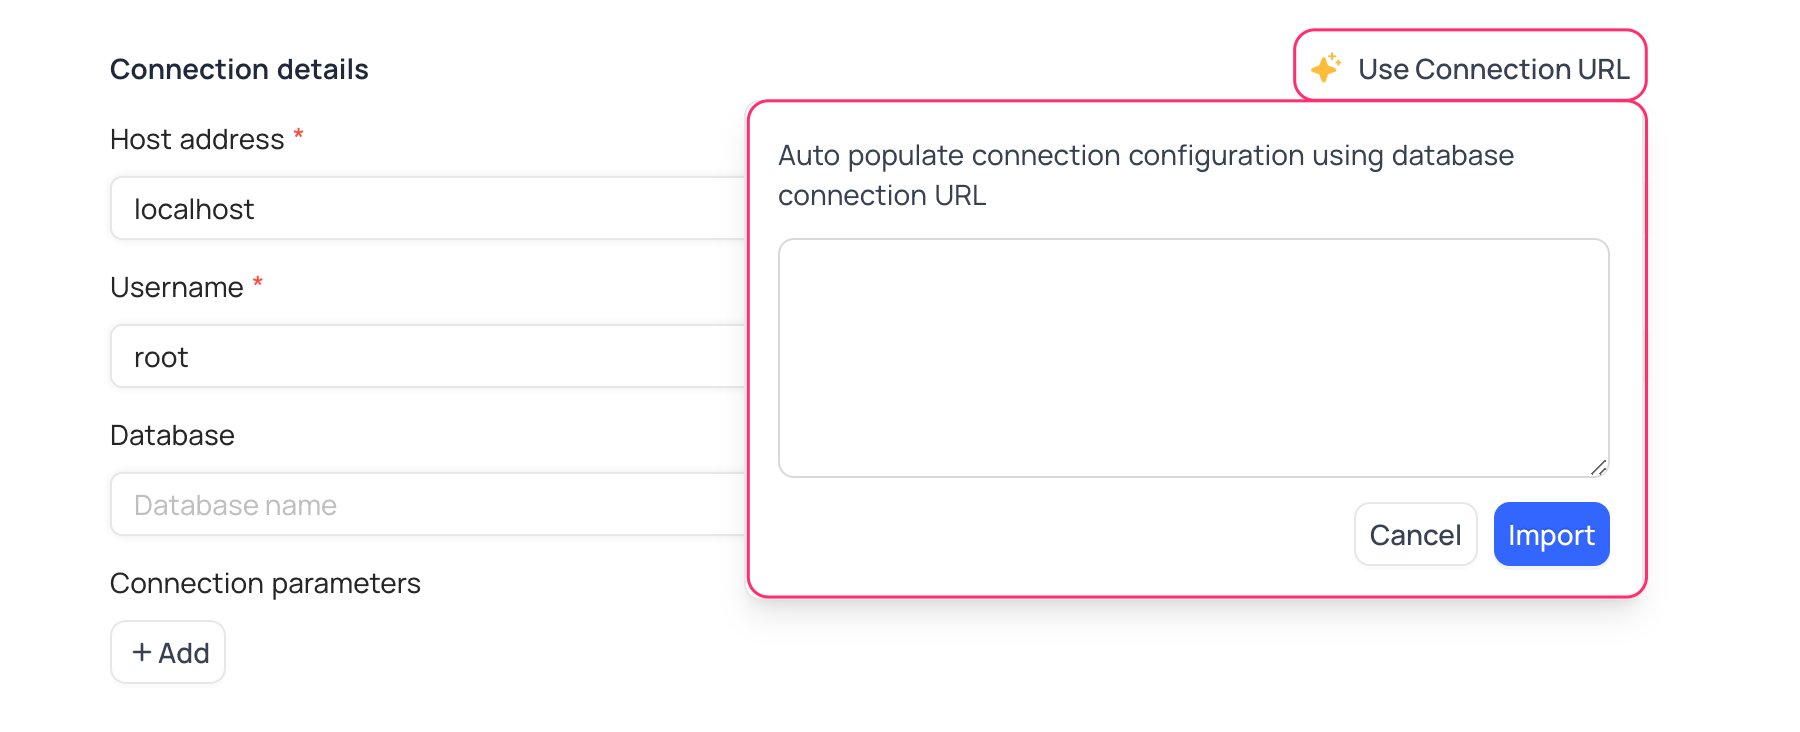 Connection details
Use Connection URL
Host address *
localhost
Username *
root
Database
Database name
Connection parameters
+ Add
Auto populate connection configuration using database
connection URL
Cancel
Import